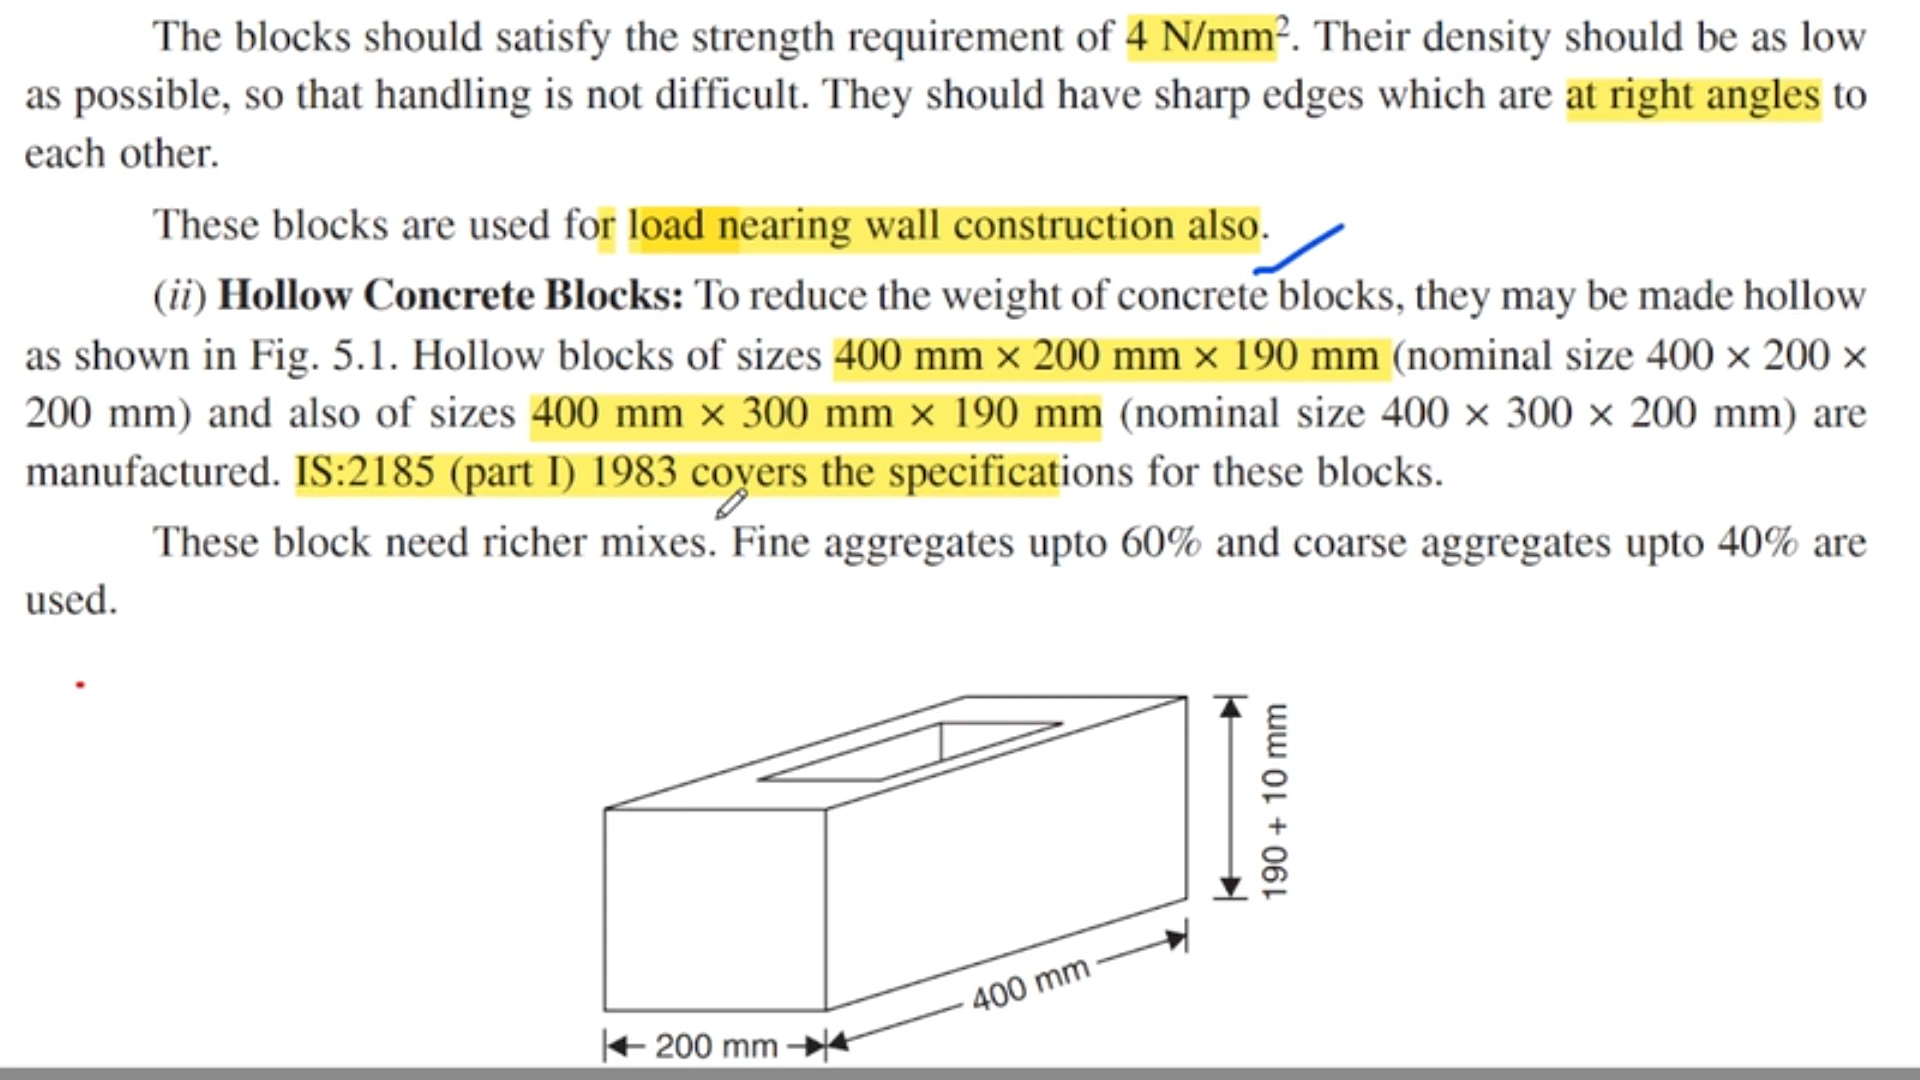 The blocks should satisfy the strength requirement of 4 N/mm². Their density should be as low
as possible, so that handling is not difficult. They should have sharp edges which are at right angles to
each other.
These blocks are used for load nearing wall construction also.
(ii) Hollow Concrete Blocks: To reduce the weight of concrete blocks, they may be made hollow
as shown in Fig. 5.1. Hollow blocks of sizes 400 mm × 200 mm × 190 mm (nominal size 400 × 200 ×
200 mm) and also of sizes 400 mm × 300 mm × 190 mm (nominal size 400 × 300 × 200 mm) are
manufactured. IS:2185 (part I) 1983 covers the specifications for these blocks.
These block need richer mixes. Fine aggregates upto 60% and coarse aggregates upto 40% are
used.
190 + 10 mm
400 mm
200 mm